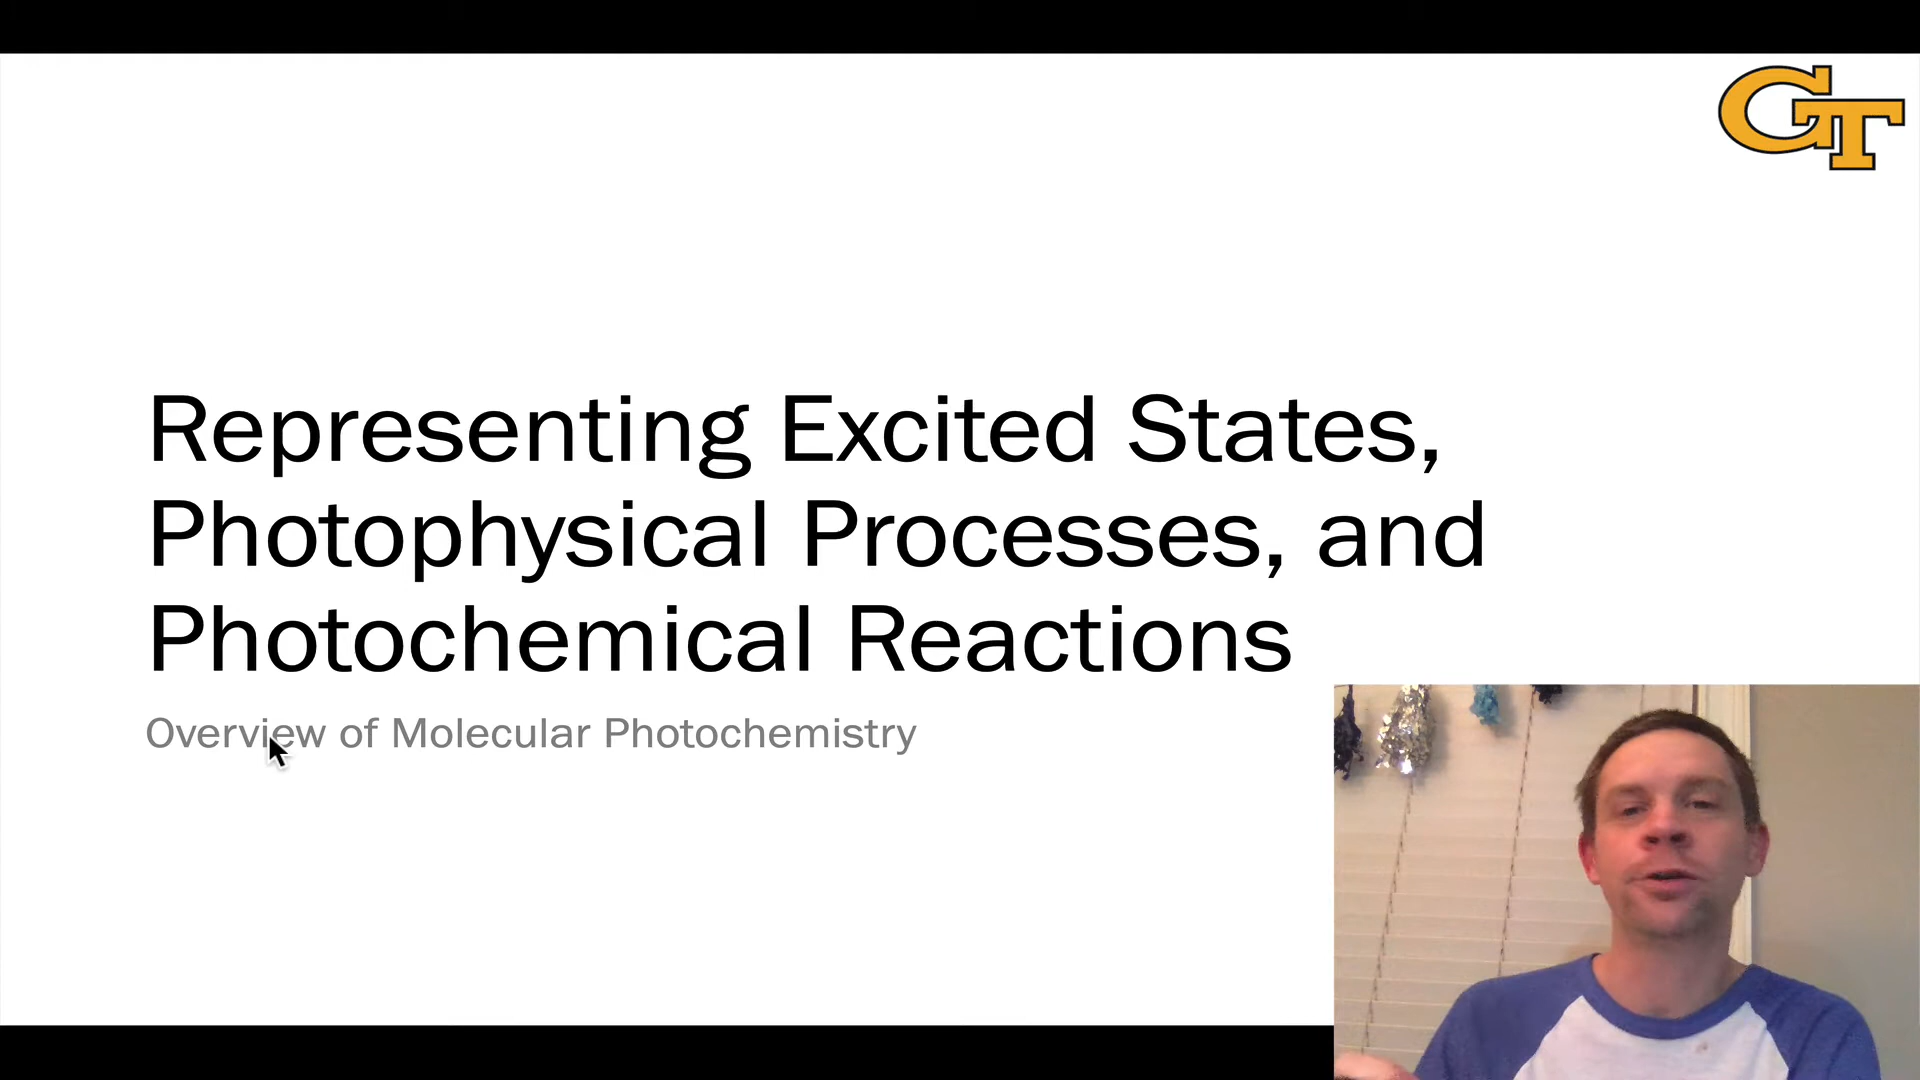 GT
Representing Excited States,
Photophysical Processes, and
Photochemical Reactions
Overview of Molecular Photochemistry